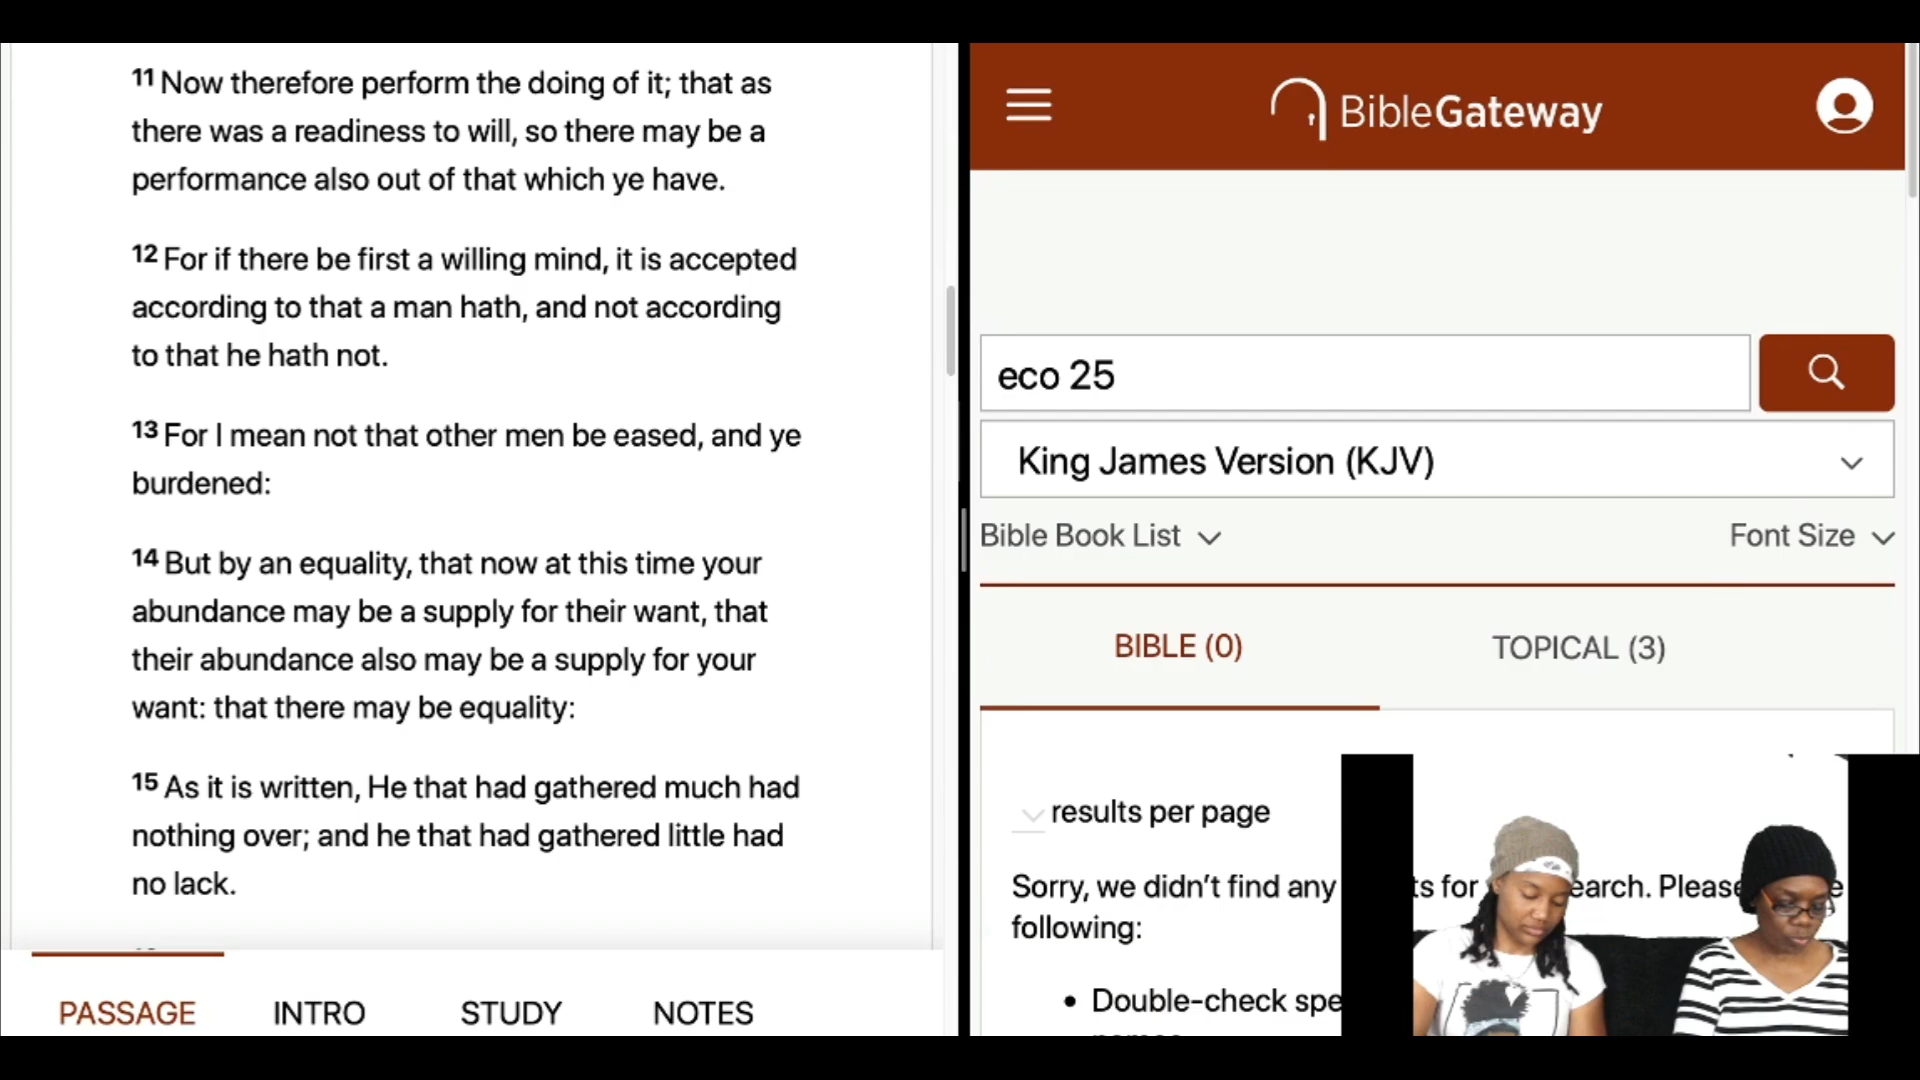 11 Now therefore perform the doing of it; that as
there was a readiness to will, so there may be a
performance also out of that which ye have.
12 For if there be first a willing mind, it is accepted
according to that a man hath, and not according
to that he hath not.
13 For I mean not that other men be eased, and ye
burdened:
14 But by an equality, that now at this time your
abundance may be a supply for their want, that
their abundance also may be a supply for your
want: that there may be equality:
15 As it is written, He that had gathered much had
nothing over; and he that had gathered little had
no lack.
PASSAGE INTRO STUDY NOTES
BibleGateway
eco 25
King James Version (KJV)
Bible Book List Font Size
BIBLE (0) TOPICAL (3)
results per page
Sorry, we didn't find any for Please
following:
• Double-check